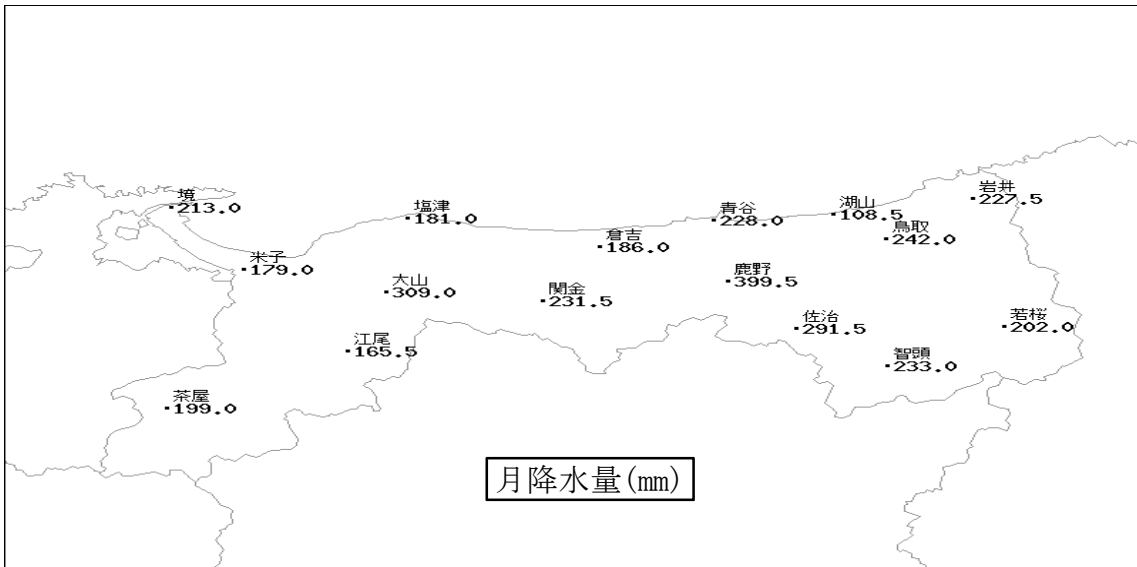 境
213.0
塩津
181.0
青谷
228.0
湖山
108.5
岩井
227.5
鳥取
242.0
倉吉
186.0
米子
179.0
大山
309.0
関金
231.5
鹿野
399.5
佐治
291.5
若桜
202.0
江尾
165.5
智頭
233.0
茶屋
199.0
月降水量(㎜)